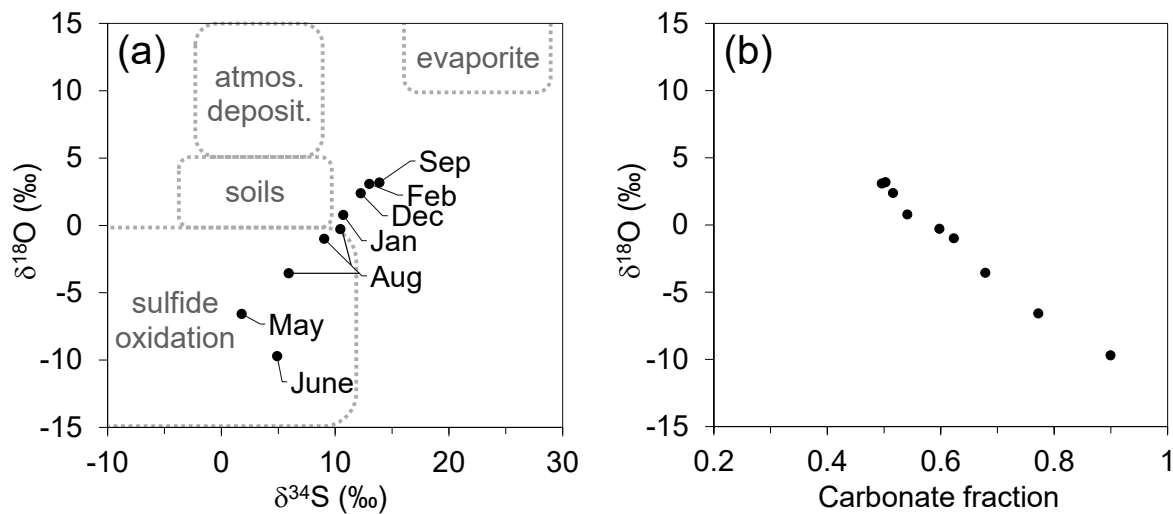 (a)
15
10
5
0
-5
-10
-15
δ18O (‰)
atmos.
deposit.
evaporite
soils
sulfide
oxidation
Sep
Feb
Dec
Jan
Aug
May
June
-10 0 10 20 30
δ34S (‰)
(b)
15
10
5
0
-5
-10
-15
δ18O (‰)
0.2 0.4 0.6 0.8 1
Carbonate fraction